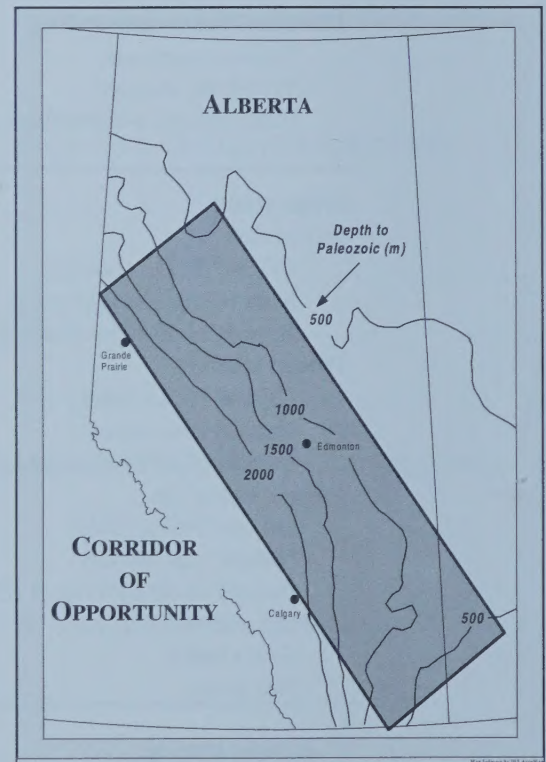 ALBERTA
Depth to
Paleozoic (m)
500
Grande
Prairie
1000
1500
Edmonton
2000
CORRIDOR
OF
OPPORTUNITY
Calgary
500